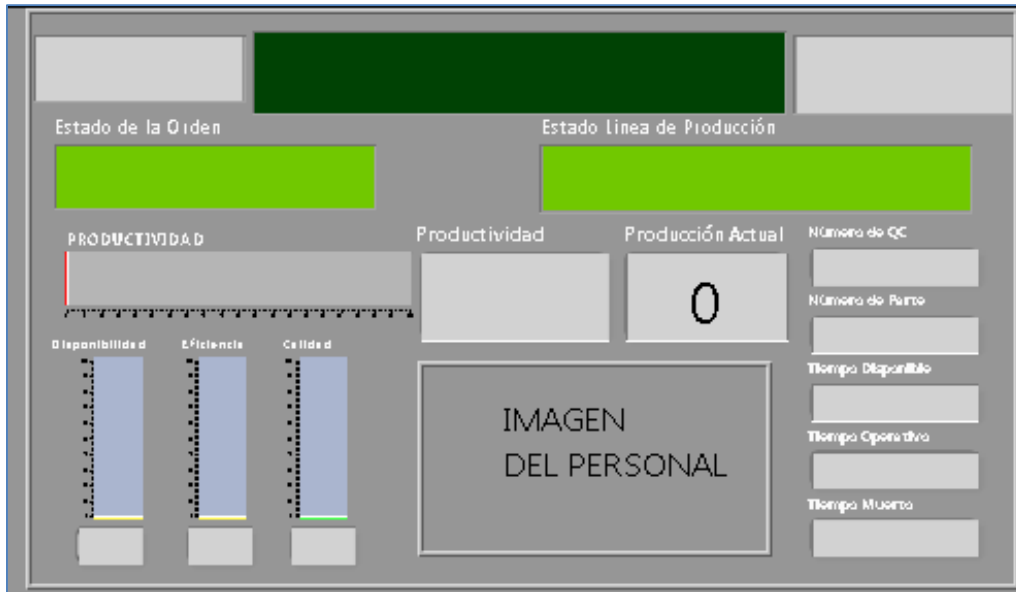 Estado de la Orden
Estado Linea de Producción
PRODUCTIVIDAD
Productividad
Producción Actual
0
Número de QC
Número de Parte
Tiempo Disponible
Tiempo Operativo
Tiempo Muerto
Disponibilidad
Eficiencia
Calidad
IMAGEN
DEL PERSONAL